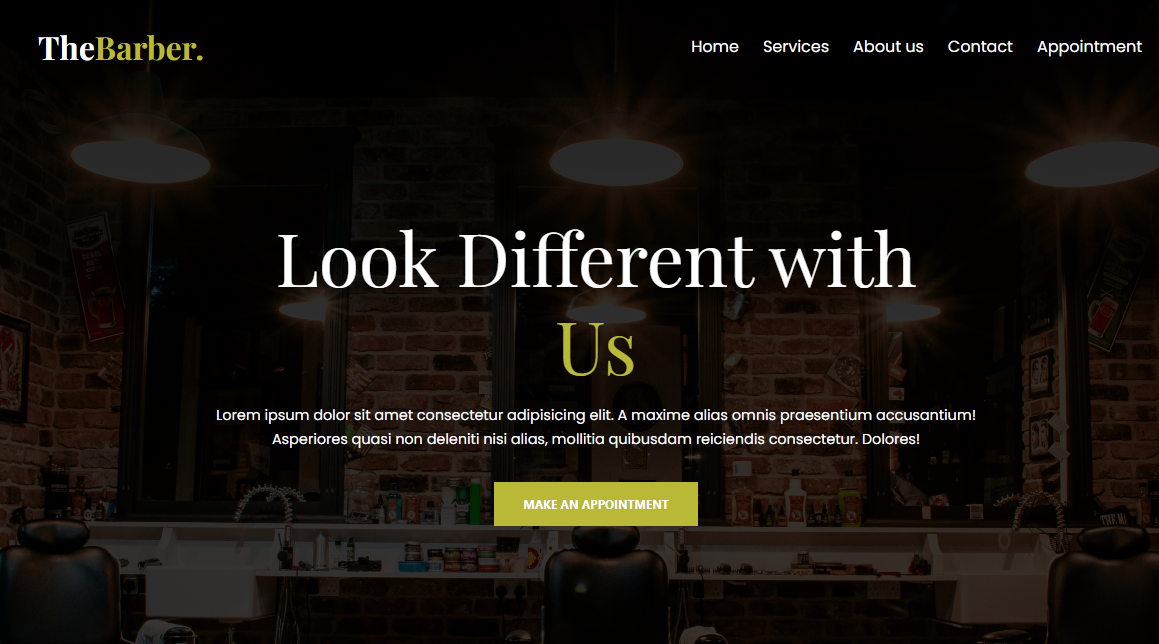 TheBarber.
Home Services About us Contact Appointment
Look Different with
Us
Lorem ipsum dolor sit amet consectetur adipisicing elit. A maxime alias omnis praesentium accusantium!
Asperiores quasi non deleniti nisi alias, mollitia quibusdam reiciendis consectetur. Dolores!
MAKE AN APPOINTMENT